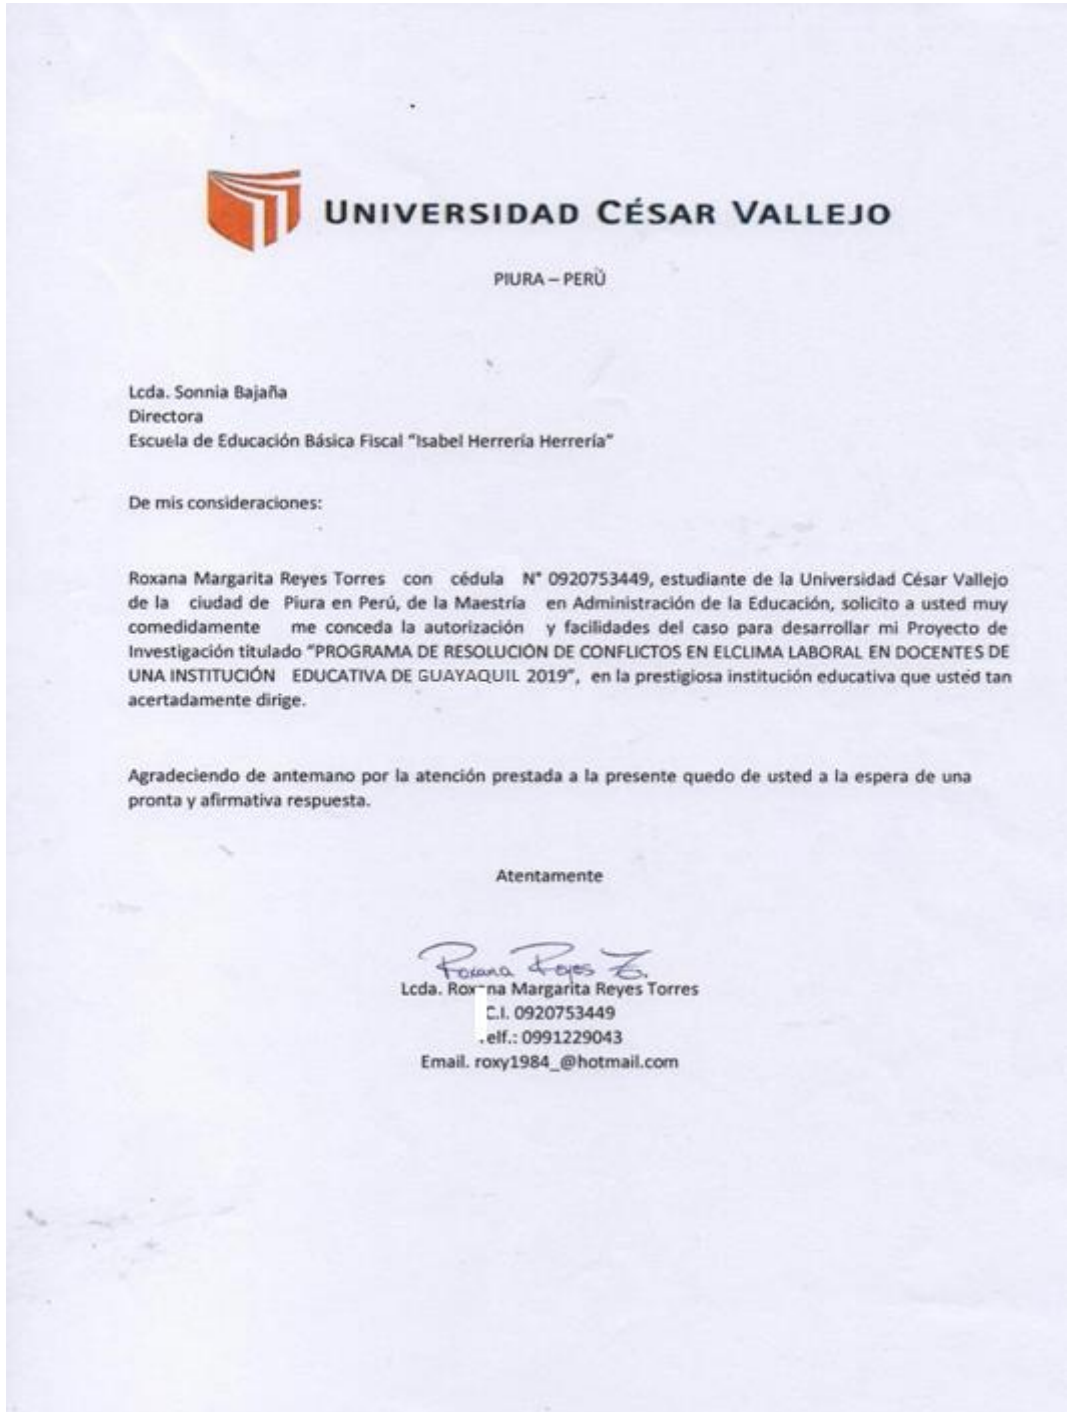 UNIVERSIDAD CÉSAR VALLEJO
PIURA – PERÙ
Lcda. Sonnia Bajaña
Directora
Escuela de Educación Básica Fiscal "Isabel Herrería Herrería"
De mis consideraciones:
Roxana Margarita Reyes Torres con cédula N° 0920753449, estudiante de la Universidad César Vallejo
de la ciudad de Piura en Perú, de la Maestría en Administración de la Educación, solicito a usted muy
comedidamente me conceda la autorización y facilidades del caso para desarrollar mi Proyecto de
Investigación titulado "PROGRAMA DE RESOLUCIÓN DE CONFLICTOS EN ELCLIMA LABORAL EN DOCENTES DE
UNA INSTITUCIÓN EDUCATIVA DE GUAYAQUIL 2019", en la prestigiosa institución educativa que usted tan
acertadamente dirige.
Agradeciendo de antemano por la atención prestada a la presente quedo de usted a la espera de una
pronta y afirmativa respuesta.
Atentamente
Roxana Reyes T.
Lcda. Roxana Margarita Reyes Torres
C.I. 0920753449
elf.: 0991229043
Email. roxy1984_@hotmail.com